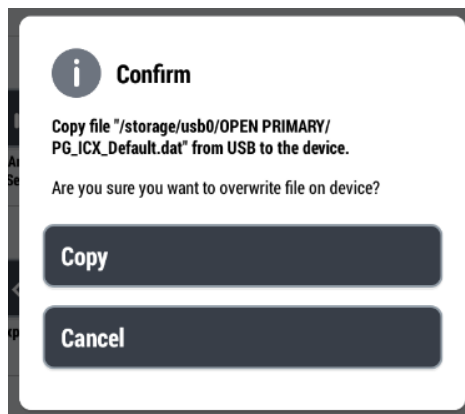 Confirm
Copy file "/storage/usb0/OPEN PRIMARY/
PG_ICX_Default.dat" from USB to the device.
Are you sure you want to overwrite file on device?
Copy
Cancel